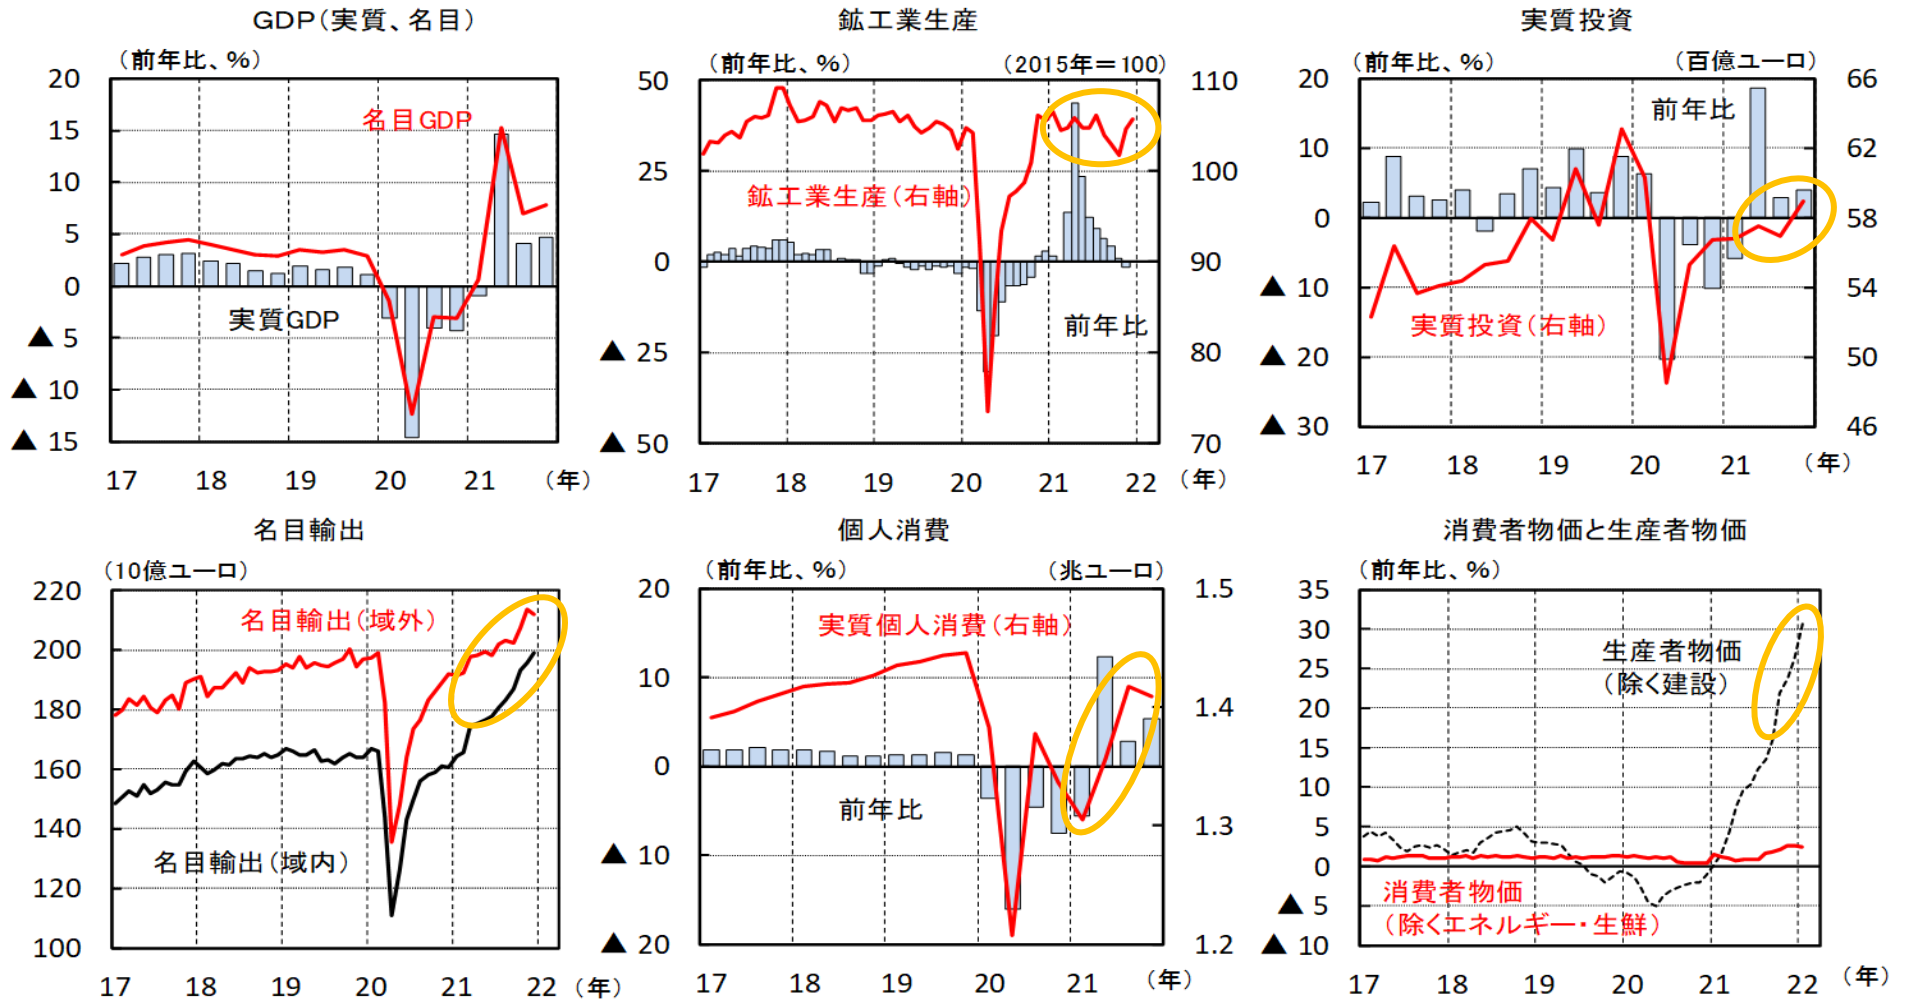 GDP(実質、名目)
(前年比、%)
20
15
10
5
0
▲ 5
▲ 10
▲ 15
名目GDP
実質GDP
17 18 19 20 21 (年)
鉱工業生産
(前年比、%) (2015年=100)
50
25
0
▲ 25
▲ 50
110
100
90
80
70
鉱工業生産(右軸)
前年比
17 18 19 20 21 22 (年)
実質投資
(前年比、%) (百億ユーロ)
20
10
0
▲ 10
▲ 20
▲ 30
66
62
58
54
50
46
前年比
実質投資(右軸)
17 18 19 20 21 (年)
名目輸出
(10億ユーロ)
220
200
180
160
140
120
100
名目輸出(域外)
名目輸出(域内)
17 18 19 20 21 22 (年)
個人消費
(前年比、%) (兆ユーロ)
20
10
0
▲ 10
▲ 20
1.5
1.4
1.3
1.2
実質個人消費(右軸)
前年比
17 18 19 20 21 (年)
消費者物価と生産者物価
(前年比、%)
35
30
25
20
15
10
5
0
▲ 5
▲ 10
生産者物価
(除く建設)
消費者物価
(除くエネルギー・生鮮)
17 18 19 20 21 22 (年)